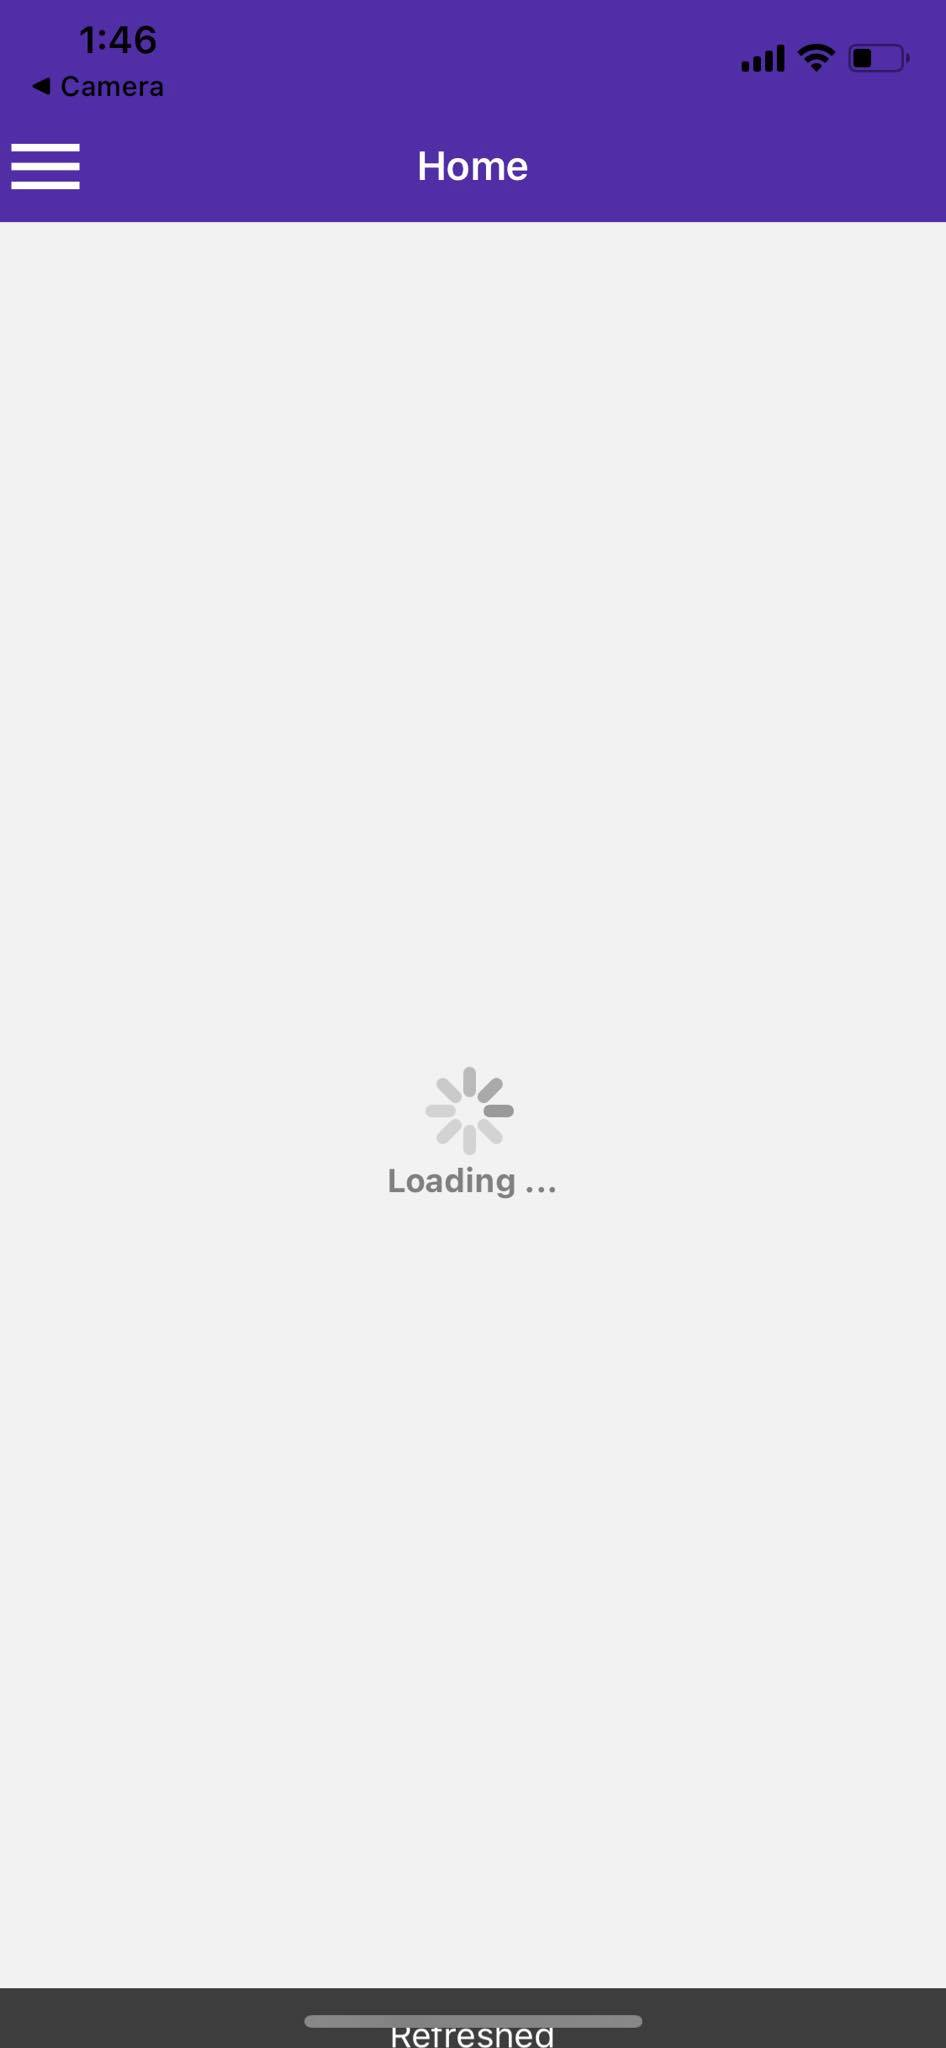 1:46
◀ Camera
Home
Loading ...
Refreshed